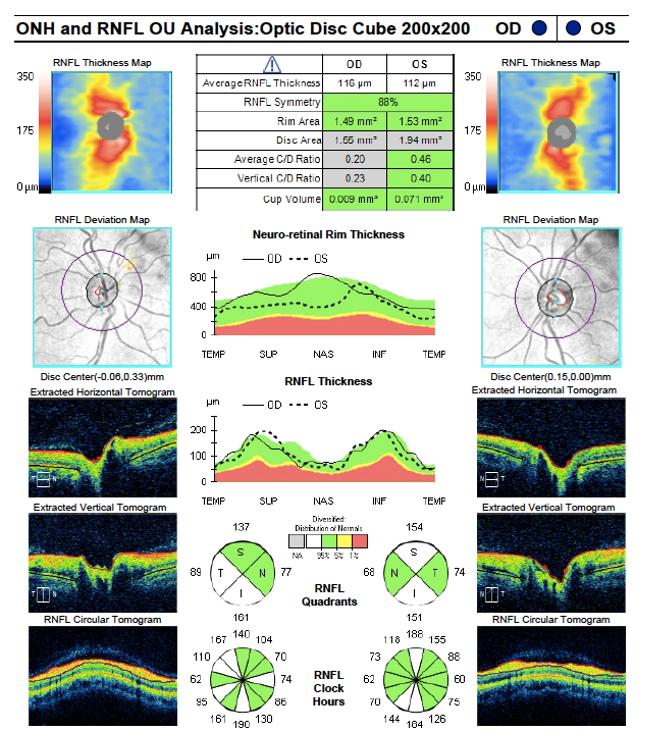 ONH and RNFL OU Analysis:Optic Disc Cube 200x200 OD OS
RNFL Thickness Map
350
175
0 µm
OD OS
Average RNFL Thickness 116 µm 112 µm
RNFL Symmetry 88%
Rim Area 1.49 mm² 1.53 mm²
Disc Area 1.55 mm² 1.94 mm²
Average C/D Ratio 0.20 0.46
Vertical C/D Ratio 0.23 0.40
Cup Volume 0.009 mm³ 0.071 mm³
RNFL Thickness Map
350
175
0 µm
RNFL Deviation Map
Disc Center(-0.06,0.33)mm
Neuro-retinal Rim Thickness
µm OD OS
800
400
0
TEMP SUP NAS INF TEMP
RNFL Deviation Map
Disc Center(0.15,0.00)mm
Extracted Horizontal Tomogram
T N
RNFL Thickness
µm OD OS
200
100
0
TEMP SUP NAS INF TEMP
Extracted Horizontal Tomogram
N T
Extracted Vertical Tomogram
T N
137
89 S T N I 77
161
Diversified:
Distribution of Normals
NA 95% 5% 1%
RNFL
Quadrants
154
68 S N T I 74
151
Extracted Vertical Tomogram
N T
RNFL Circular Tomogram
140
167 104
110 70
62 74
95 86
161 130
190
RNFL
Clock
Hours
188
118 155
73 88
62 60
70 75
144 126
164
RNFL Circular Tomogram